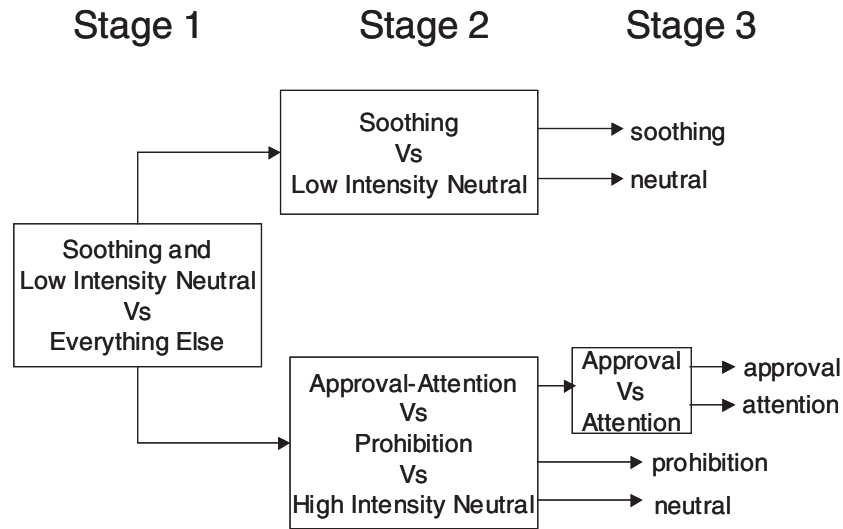 Stage 1
Stage 2
Stage 3
Soothing and
Low Intensity Neutral
Vs
Everything Else
Soothing
Vs
Low Intensity Neutral
soothing
neutral
Approval-Attention
Vs
Prohibition
Vs
High Intensity Neutral
Approval
Vs
Attention
approval
attention
prohibition
neutral